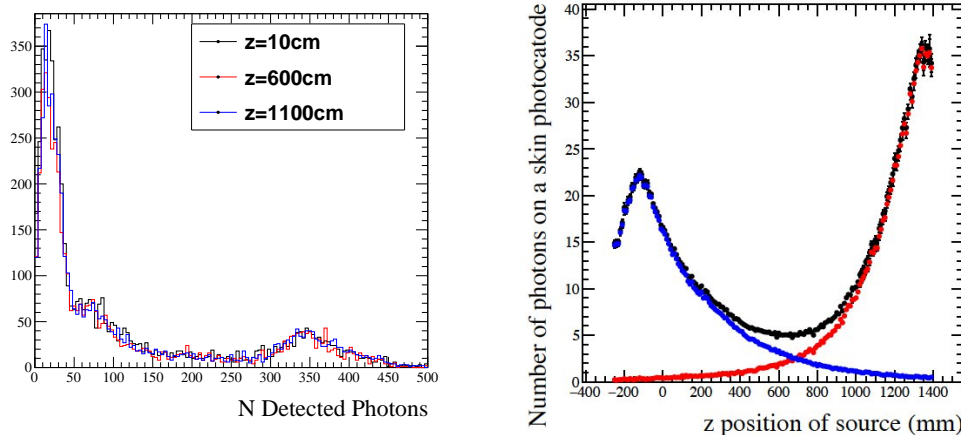 350
300
250
200
150
100
50
0
0 50 100 150 200 250 300 350 400 450 500
N Detected Photons
z=10cm
z=600cm
z=1100cm
Number of photons on a skin photocatode
40
35
30
25
20
15
10
5
0
−400 −200 0 200 400 600 800 1000 1200 1400
z position of source (mm)